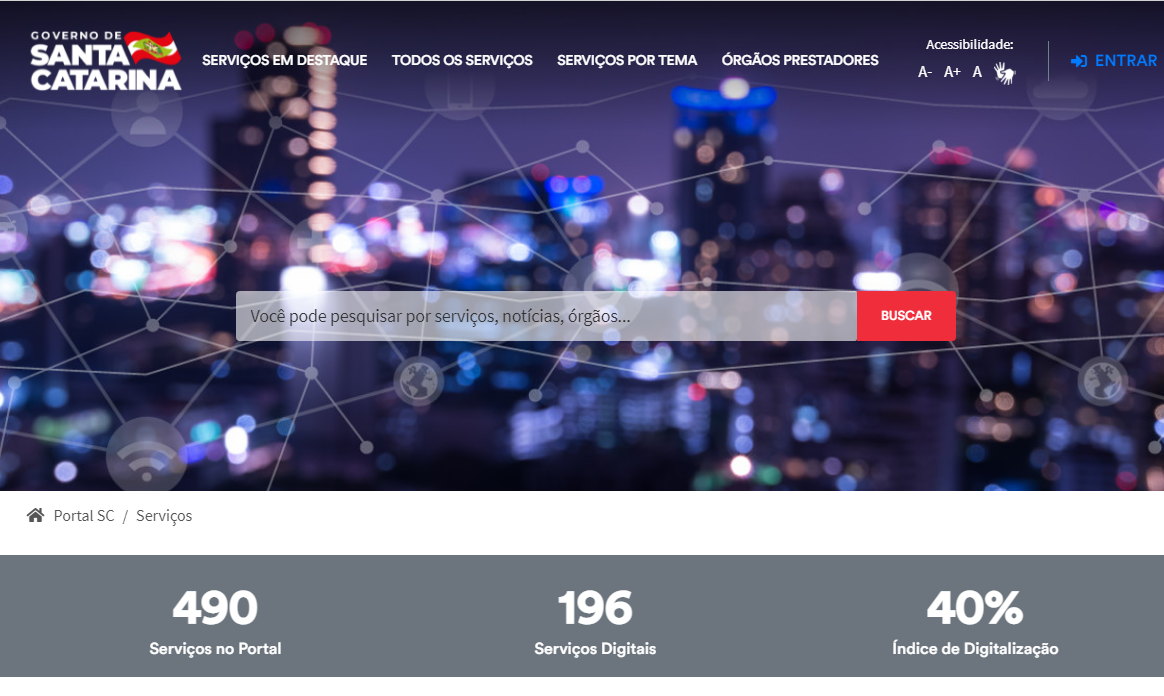 GOVERNO DE
SANTA
CATARINA
SERVIÇOS EM DESTAQUE
TODOS OS SERVIÇOS
SERVIÇOS POR TEMA
ÓRGÃOS PRESTADORES
Acessibilidade:
A- A+ A
ENTRAR
Você pode pesquisar por serviços, notícias, órgãos...
BUSCAR
Portal SC / Serviços
490
Serviços no Portal
196
Serviços Digitais
40%
Índice de Digitalização